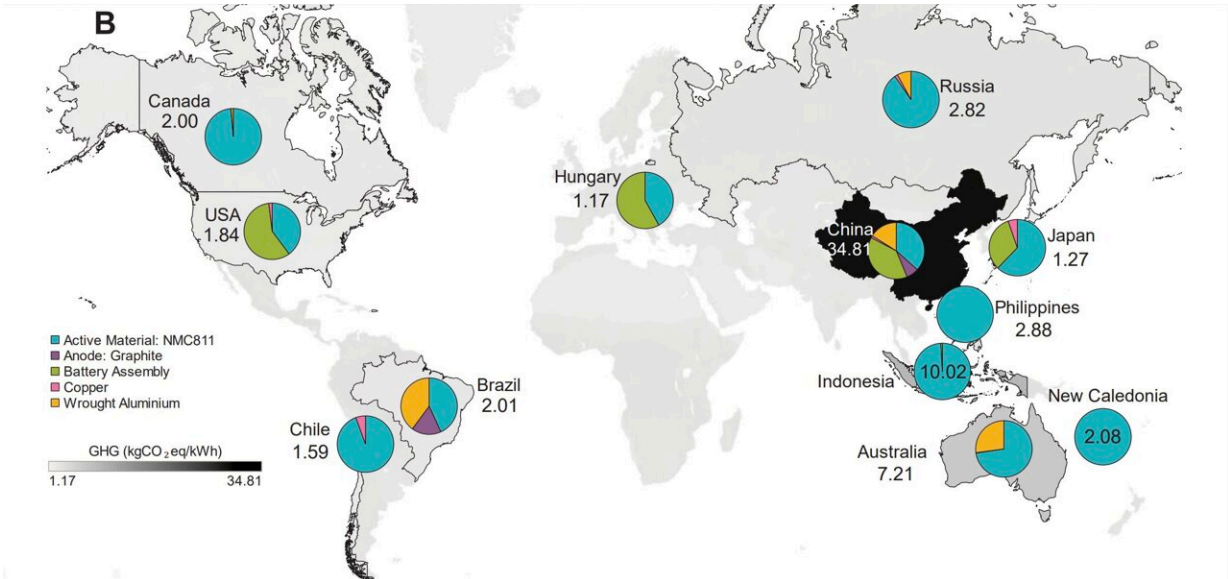 B
Canada
2.00
Russia
2.82
Hungary
1.17
USA
1.84
China
34.81
Japan
1.27
Philippines
2.88
Active Material: NMC811
Anode: Graphite
Battery Assembly
Copper
Wrought Aluminium
Indonesia
10.02
Brazil
2.01
New Caledonia
2.08
Chile
1.59
Australia
7.21
GHG (kgCO₂eq/kWh)
1.17 34.81